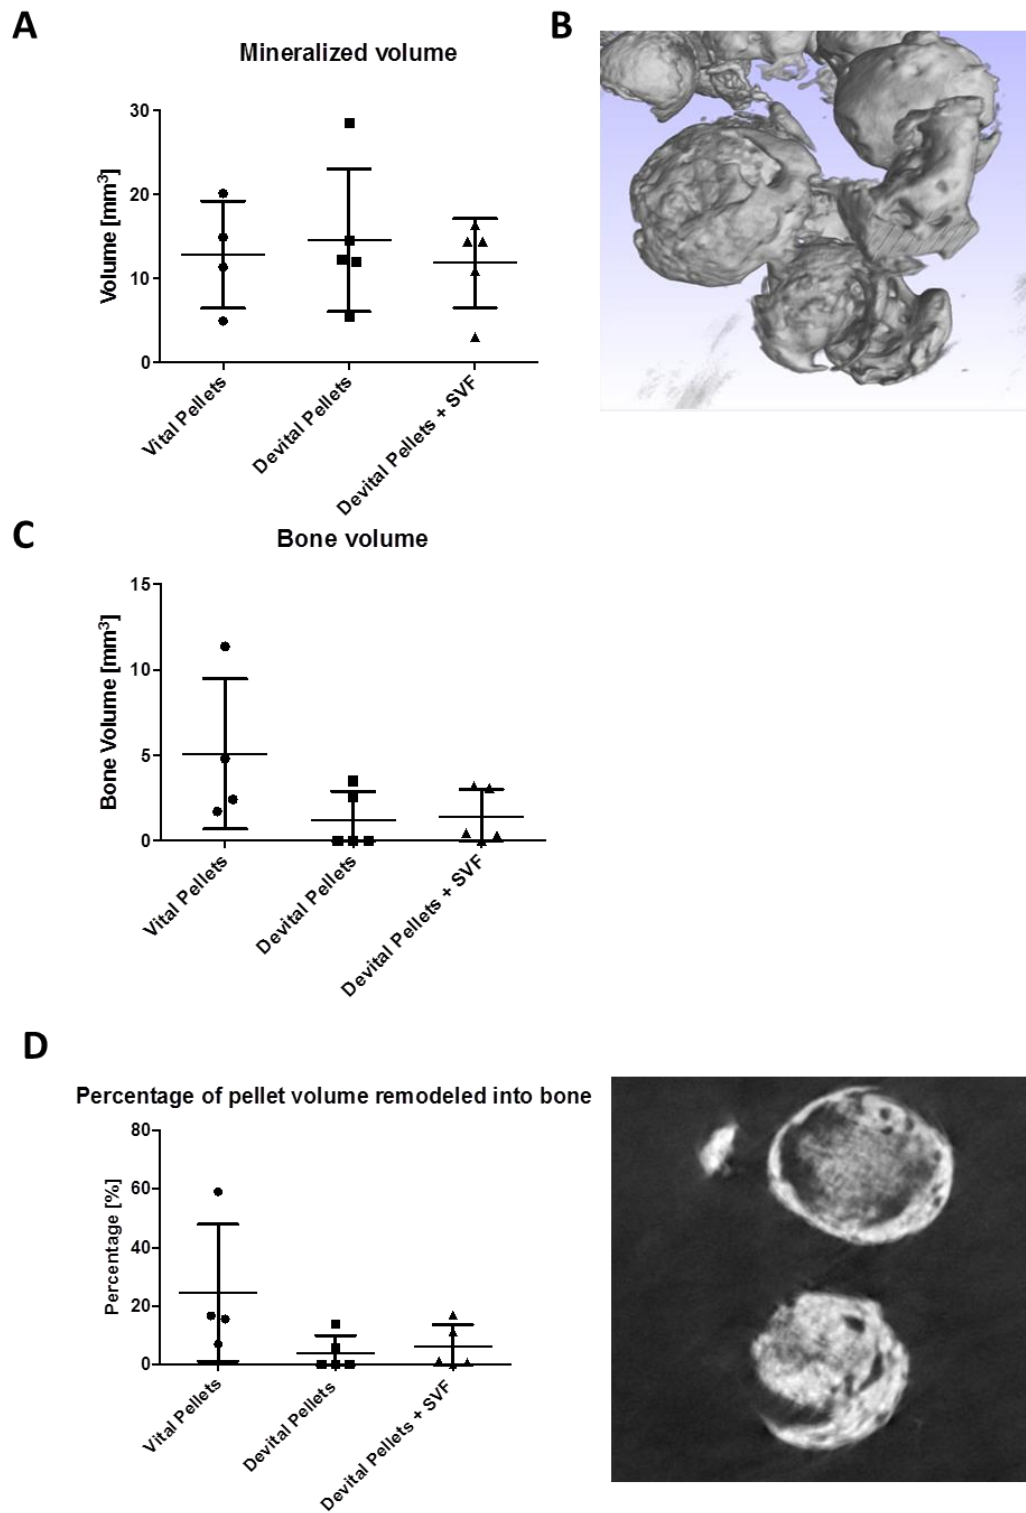 A
Mineralized volume
Volume [mm³]
30
20
10
0
Vital Pellets
Devital Pellets
Devital Pellets + SVF
B
C
Bone volume
Bone Volume [mm³]
15
10
5
0
Vital Pellets
Devital Pellets
Devital Pellets + SVF
D
Percentage of pellet volume remodeled into bone
Percentage [%]
80
60
40
20
0
Vital Pellets
Devital Pellets
Devital Pellets + SVF